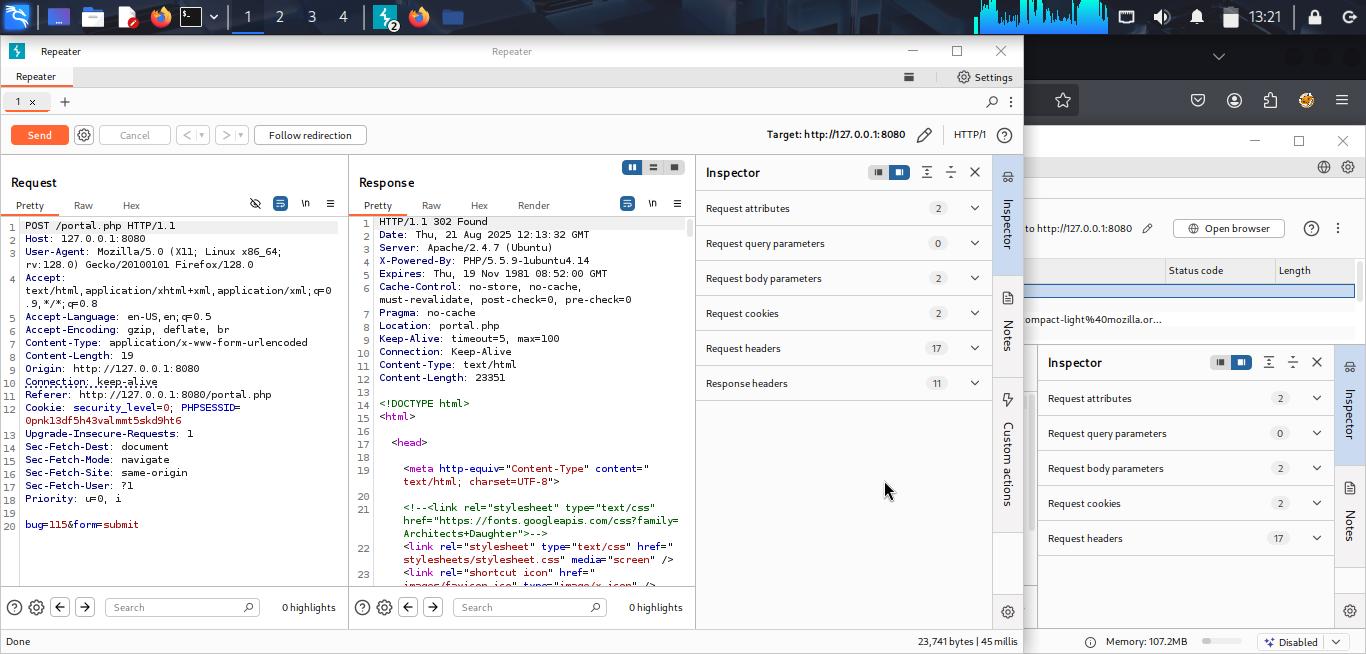 1
2
3
4
2
13:21
Repeater
Repeater
Repeater
Settings
1 ×
+
Send
Cancel
<
>
Follow redirection
Target: http://127.0.0.1:8080
HTTP/1
Request
Pretty
Raw
Hex
\n
1 POST /portal.php HTTP/1.1
2 Host: 127.0.0.1:8080
3 User-Agent: Mozilla/5.0 (X11; Linux x86_64;
rv:128.0) Gecko/20100101 Firefox/128.0
4 Accept:
text/html,application/xhtml+xml,application/xml;q=0
.9,*/*;q=0.8
5 Accept-Language: en-US,en;q=0.5
6 Accept-Encoding: gzip, deflate, br
7 Content-Type: application/x-www-form-urlencoded
8 Content-Length: 19
9 Origin: http://127.0.0.1:8080
10 Connection: keep-alive
11 Referer: http://127.0.0.1:8080/portal.php
12 Cookie: security_level=0; PHPSESSID=
0pnk13df5h43valmmt5skd9ht6
13 Upgrade-Insecure-Requests: 1
14 Sec-Fetch-Dest: document
15 Sec-Fetch-Mode: navigate
16 Sec-Fetch-Site: same-origin
17 Sec-Fetch-User: ?1
18 Priority: u=0, i
19
20 bug=115&form=submit
Search
0 highlights
Response
Pretty
Raw
Hex
Render
\n
1 HTTP/1.1 302 Found
2 Date: Thu, 21 Aug 2025 12:13:32 GMT
3 Server: Apache/2.4.7 (Ubuntu)
4 X-Powered-By: PHP/5.5.9-1ubuntu4.14
5 Expires: Thu, 19 Nov 1981 08:52:00 GMT
6 Cache-Control: no-store, no-cache,
must-revalidate, post-check=0, pre-check=0
7 Pragma: no-cache
8 Location: portal.php
9 Keep-Alive: timeout=5, max=100
10 Connection: Keep-Alive
11 Content-Type: text/html
12 Content-Length: 23351
13
14 <!DOCTYPE html>
15 <html>
16
17 <head>
18
19 <meta http-equiv="Content-Type" content="
text/html; charset=UTF-8">
20
21 <!--<link rel="stylesheet" type="text/css"
href="https://fonts.googleapis.com/css?family=
Architects+Daughter">-->
22 <link rel="stylesheet" type="text/css" href="
stylesheets/stylesheet.css" media="screen" />
23 <link rel="shortcut icon" href="
images/favicon.ico" type="image/x-icon" />
Search
0 highlights
Inspector
Request attributes 2
Request query parameters 0
Request body parameters 2
Request cookies 2
Request headers 17
Response headers 11
Inspector
Notes
Custom actions
Done
23,741 bytes | 45 millis
to http://127.0.0.1:8080
Open browser
Status code
Length
ompact-light%40mozilla.or...
Inspector
Request attributes 2
Request query parameters 0
Request body parameters 2
Request cookies 2
Request headers 17
Inspector
Notes
Memory: 107.2MB
Disabled